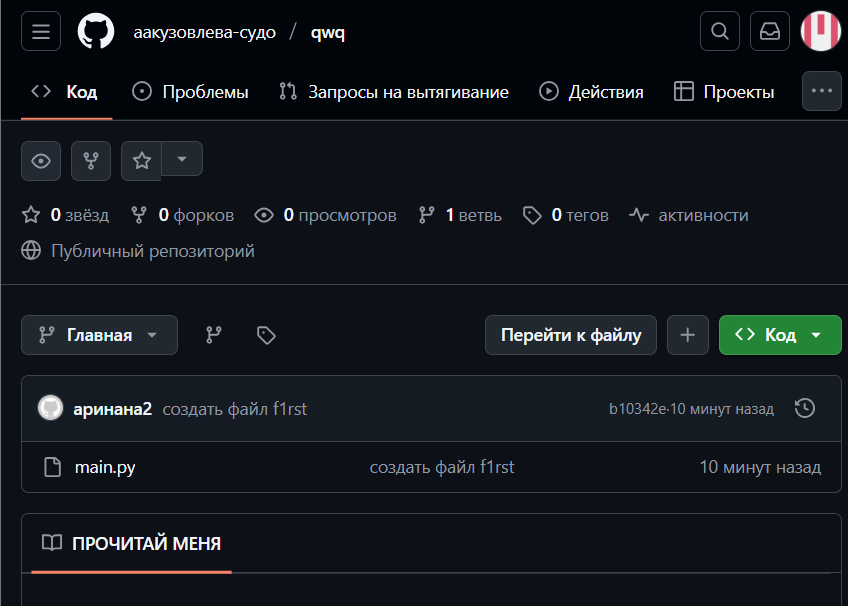 аакузовлева-судо / qwq
Код Проблемы Запросы на вытягивание Действия Проекты ...
0 звёзд 0 форков 0 просмотров 1 ветвь 0 тегов активности
Публичный репозиторий
Главная Перейти к файлу Код
аринана2 создать файл f1rst b10342e·10 минут назад
main.py создать файл f1rst 10 минут назад
ПРОЧИТАЙ МЕНЯ